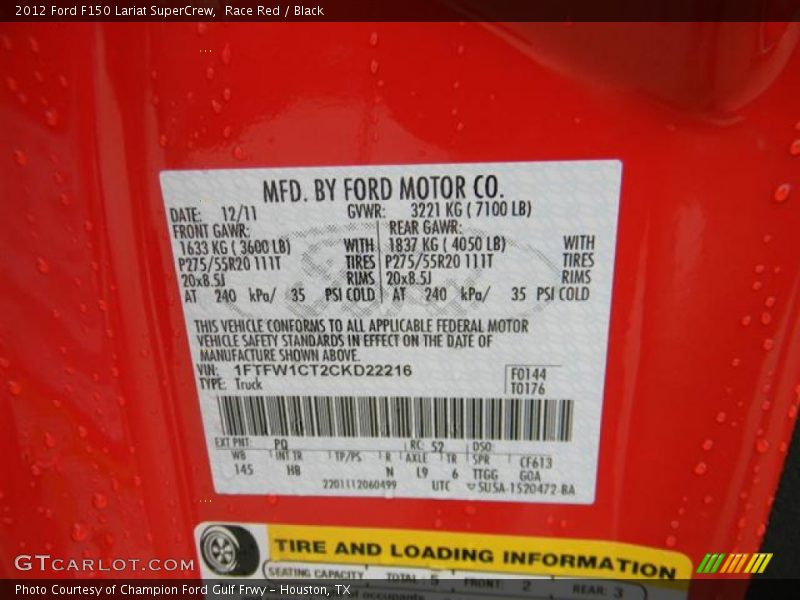 2012 Ford F150 Lariat SuperCrew, Race Red / Black
MFD. BY FORD MOTOR CO.
DATE: 12/11 GVWR: 3221 KG ( 7100 LB)
FRONT GAWR: REAR GAWR:
1633 KG ( 3600 LB) WITH 1837 KG ( 4050 LB) WITH
P275/55R20 111T TIRES P275/55R20 111T TIRES
20x8.5J RIMS 20x8.5J RIMS
AT 240 kPa/ 35 PSI COLD AT 240 kPa/ 35 PSI COLD
THIS VEHICLE CONFORMS TO ALL APPLICABLE FEDERAL MOTOR
VEHICLE SAFETY STANDARDS IN EFFECT ON THE DATE OF
MANUFACTURE SHOWN ABOVE.
VIN: 1FTFW1CT2CKD22216 F0144
TYPE: Truck T0176
EXT PNT: PQ RC: 52 DSO:
WB INT TR TP/PS R AXLE TR SPR CF613
145 HB N L9 6 TTGG GOA
2201112060499 UTC ▽SUSA-1520472-BA
TIRE AND LOADING INFORMATION
SEATING CAPACITY TOTAL : 5 FRONT: 2 REAR: 3
occupants
GTCARLOT.COM
Photo Courtesy of Champion Ford Gulf Frwy - Houston, TX